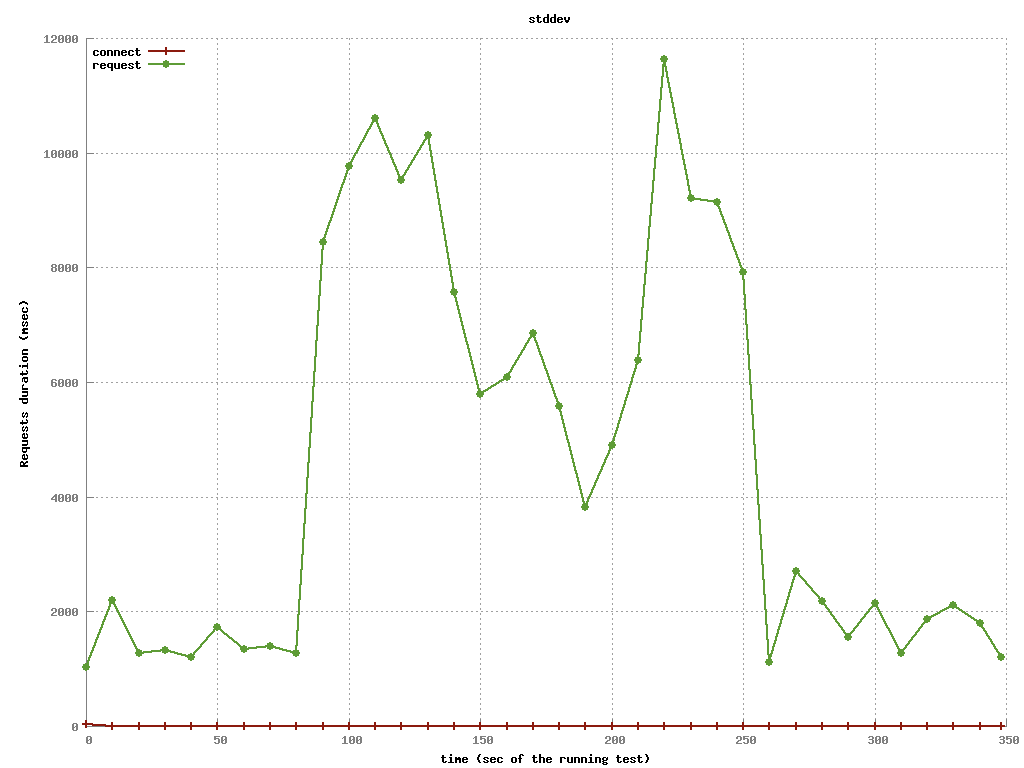 stddev
12000
10000
8000
6000
4000
2000
0
connect
request
Requests duration (msec)
0 50 100 150 200 250 300 350
time (sec of the running test)